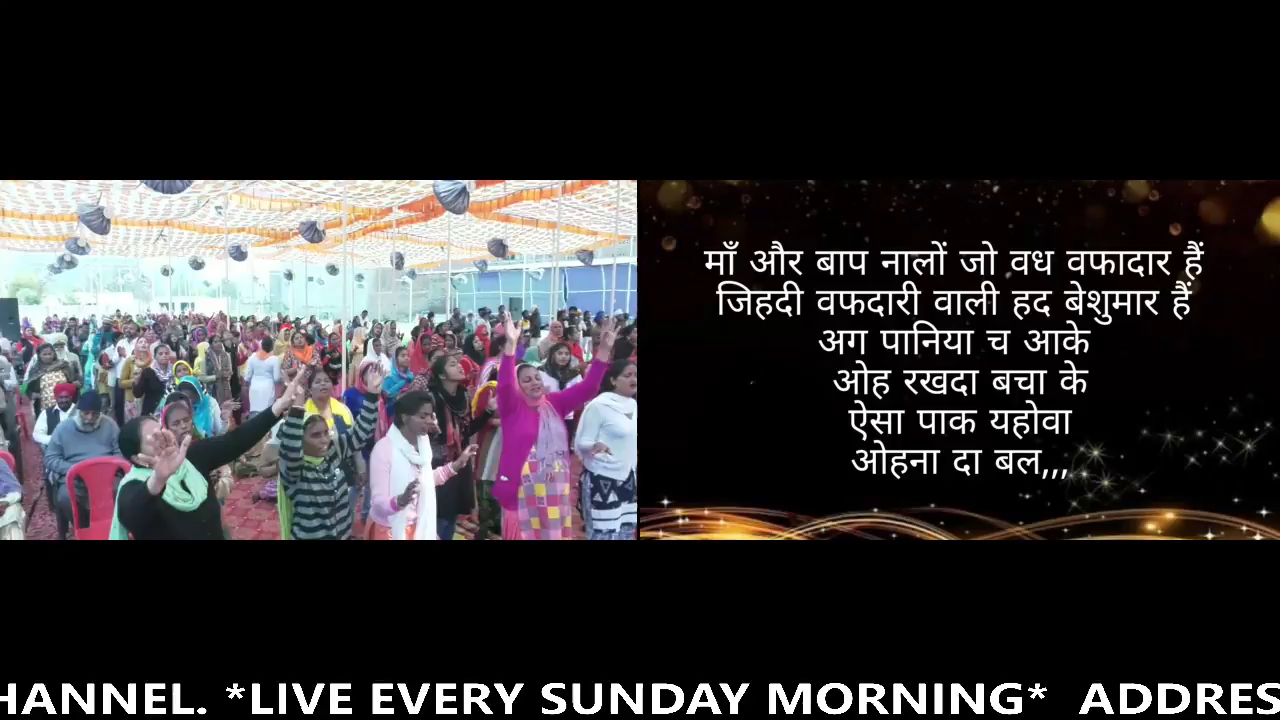 माँ और बाप नालों जो वध वफादार हैं
जिहदी वफदारी वाली हद बेशुमार हैं
अग पानिया च आके
ओह रखदा बचा के
ऐसा पाक यहोवा
ओहना दा बल,,,
HANNEL. *LIVE EVERY SUNDAY MORNING* ADDRES